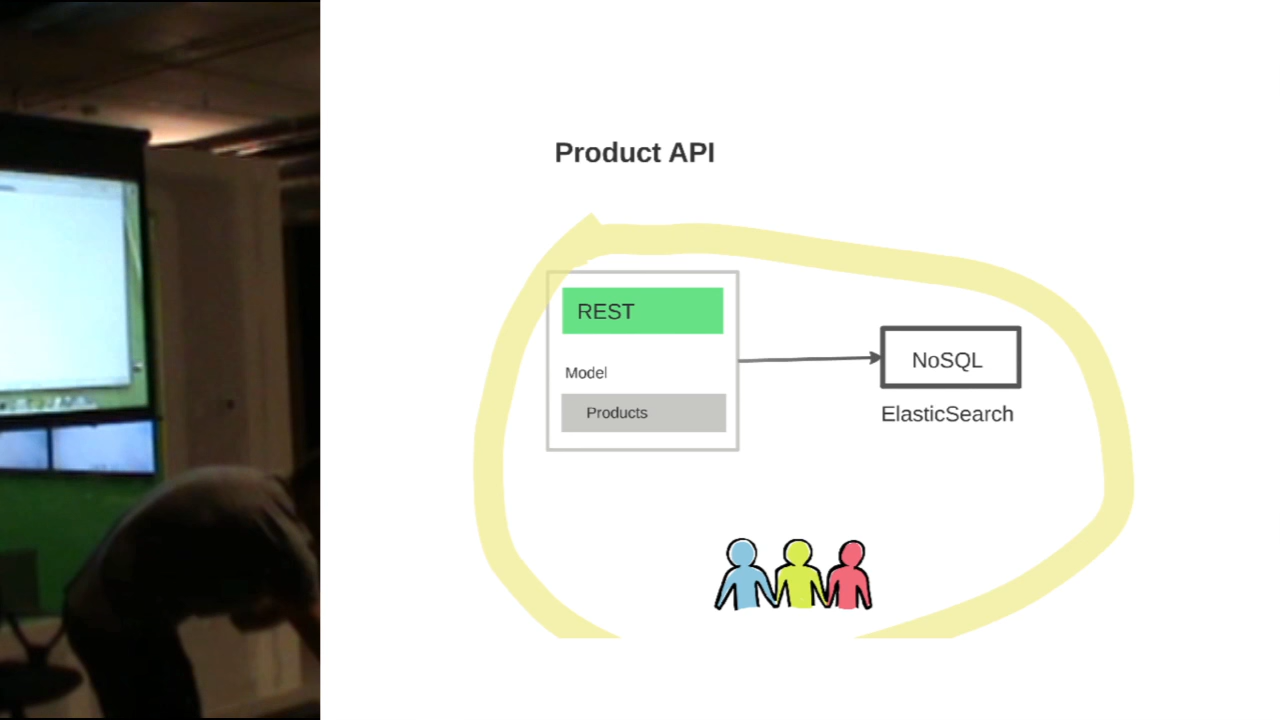 Product API
REST
Model
Products
NoSQL
ElasticSearch